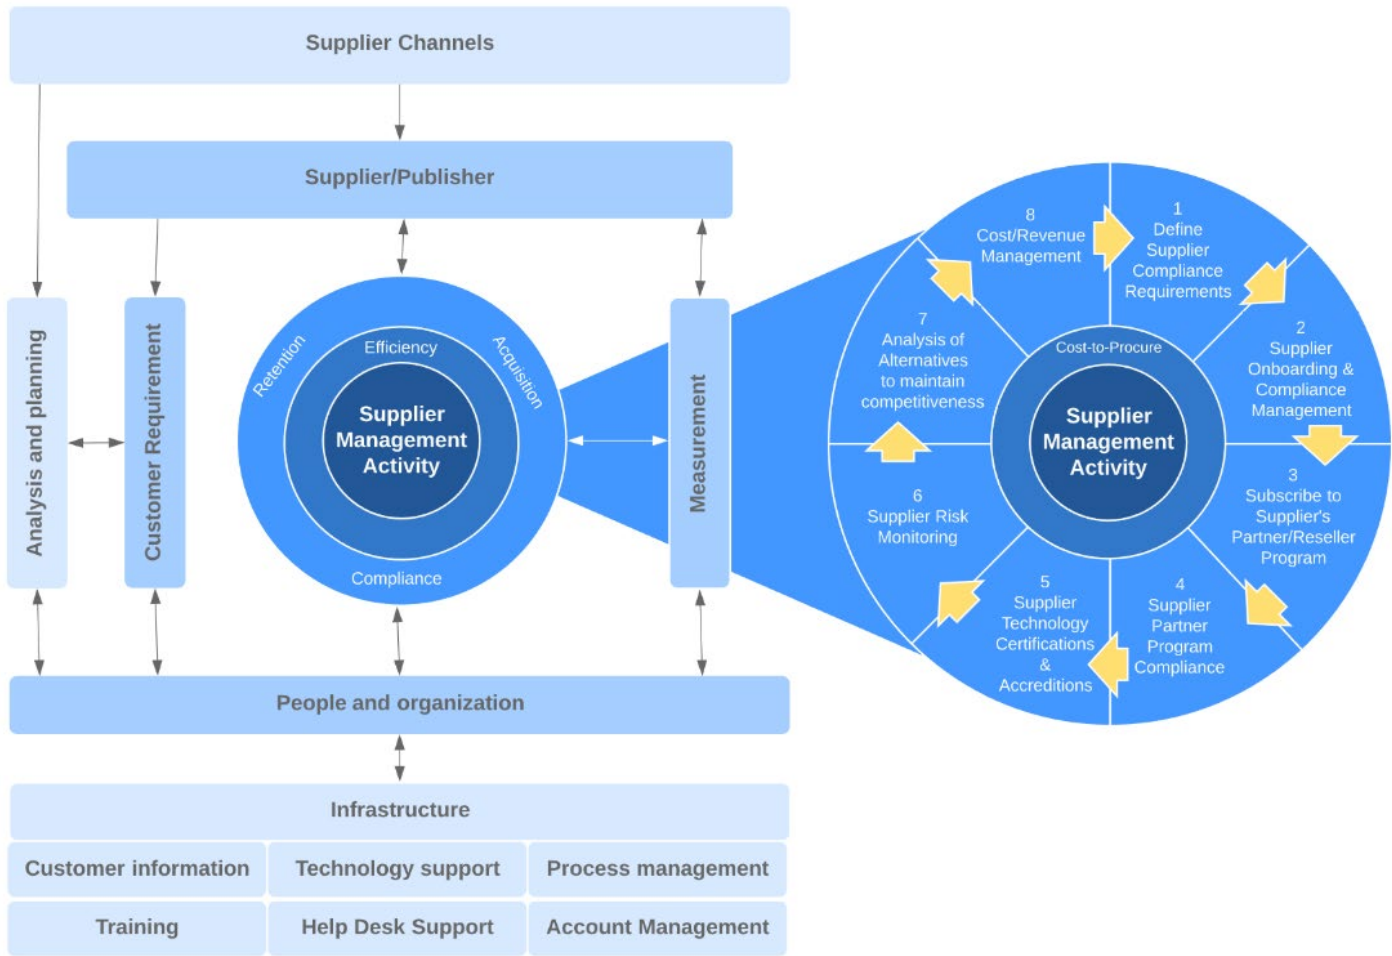 Supplier Channels
Supplier/Publisher
Analysis and planning
Customer Requirement
Retention
Efficiency
Acquisition
Supplier
Management
Activity
Compliance
Measurement
8
Cost/Revenue
Management
1
Define
Supplier
Compliance
Requirements
2
Supplier
Onboarding &
Compliance
Management
3
Subscribe to
Supplier's
Partner/Reseller
Program
4
Supplier
Partner
Program
Compliance
5
Supplier
Technology
Certifications
&
Accreditions
6
Supplier Risk
Monitoring
7
Analysis of
Alternatives
to maintain
competitiveness
Cost-to-Procure
Supplier
Management
Activity
People and organization
Infrastructure
Customer information
Technology support
Process management
Training
Help Desk Support
Account Management